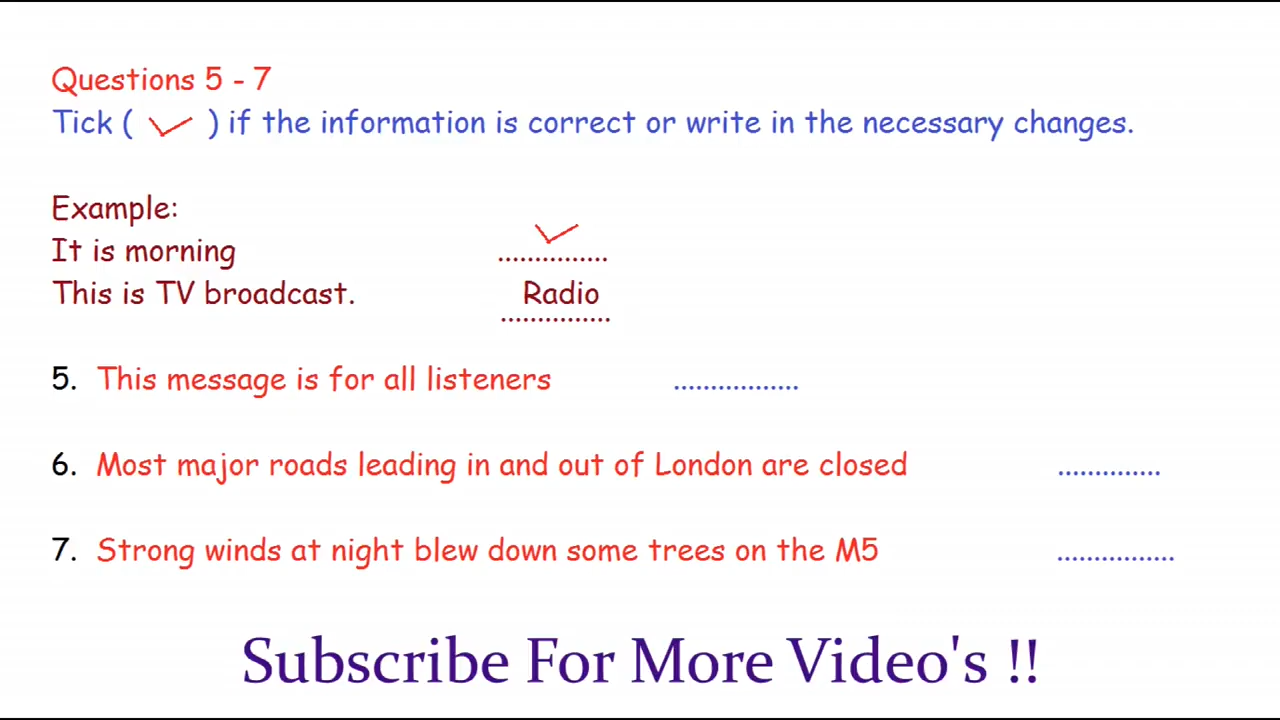 Questions 5 - 7
Tick ( ✓ ) if the information is correct or write in the necessary changes.
Example:
It is morning ✓ ...............
This is TV broadcast. Radio ...............
5. This message is for all listeners .................
6. Most major roads leading in and out of London are closed ..............
7. Strong winds at night blew down some trees on the M5 ................
Subscribe For More Video's !!